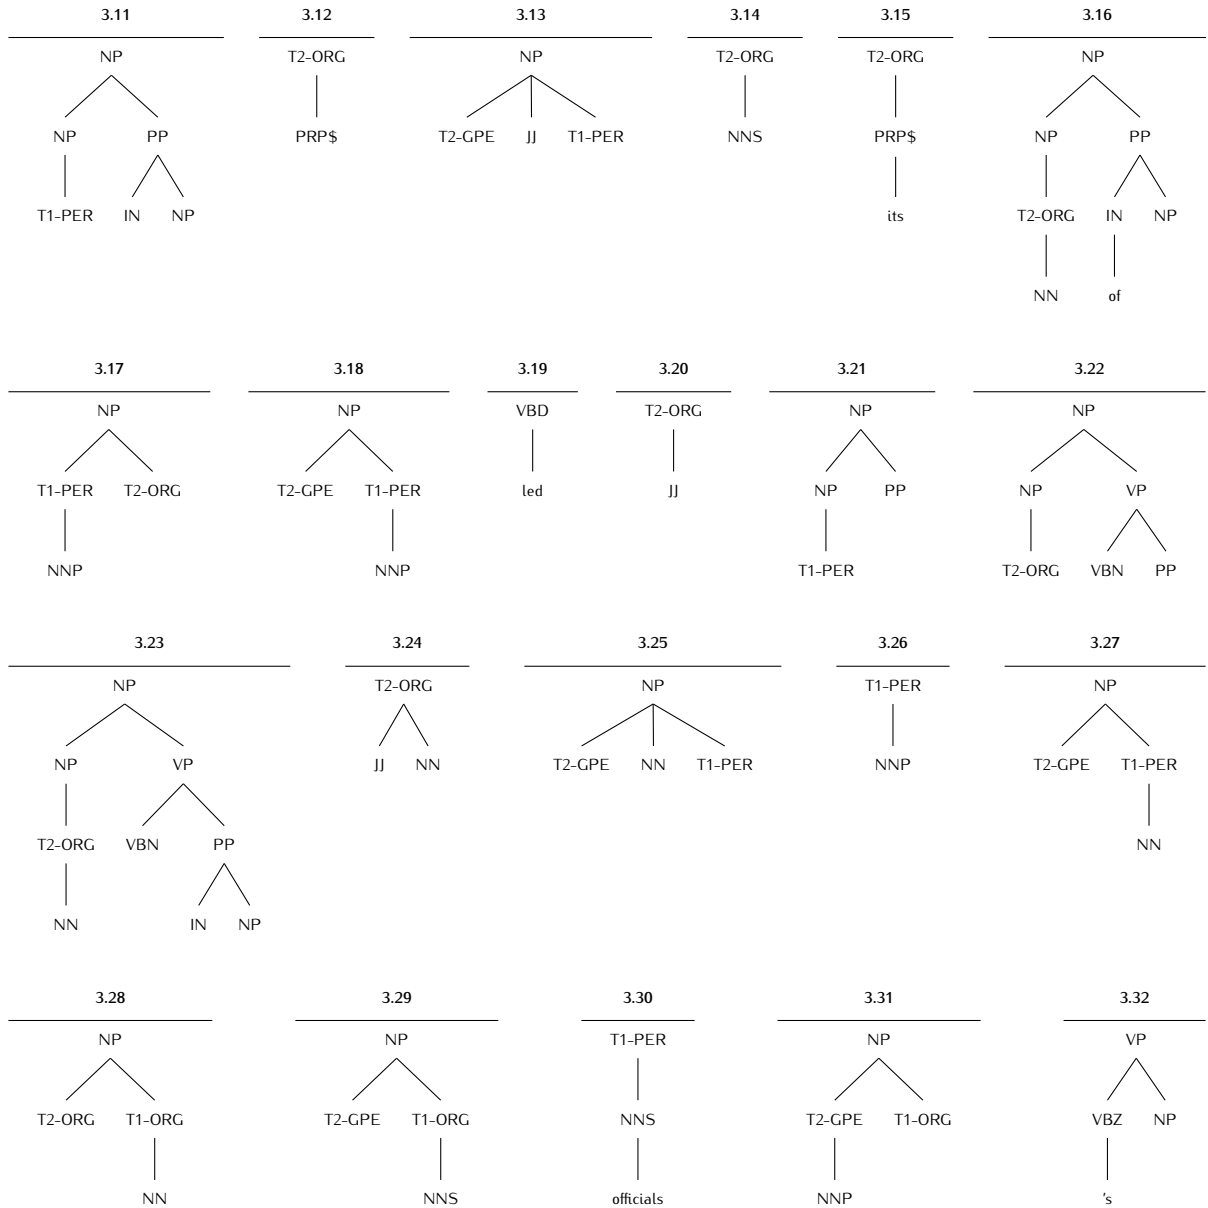 3.11 3.12 3.13 3.14 3.15 3.16
NP T2-ORG NP T2-ORG T2-ORG NP
NP PP PRP$ T2-GPE JJ T1-PER NNS PRP$ NP PP
T1-PER IN NP its T2-ORG IN NP
NN of
3.17 3.18 3.19 3.20 3.21 3.22
NP NP VBD T2-ORG NP NP
T1-PER T2-ORG T2-GPE T1-PER led JJ NP PP NP VP
NNP NNP T1-PER T2-ORG VBN PP
3.23 3.24 3.25 3.26 3.27
NP T2-ORG NP T1-PER NP
NP VP JJ NN T2-GPE NN T1-PER NNP T2-GPE T1-PER
T2-ORG VBN PP NN
NN IN NP
3.28 3.29 3.30 3.31 3.32
NP NP T1-PER NP VP
T2-ORG T1-ORG T2-GPE T1-ORG NNS T2-GPE T1-ORG VBZ NP
NN NNS officials NNP 's